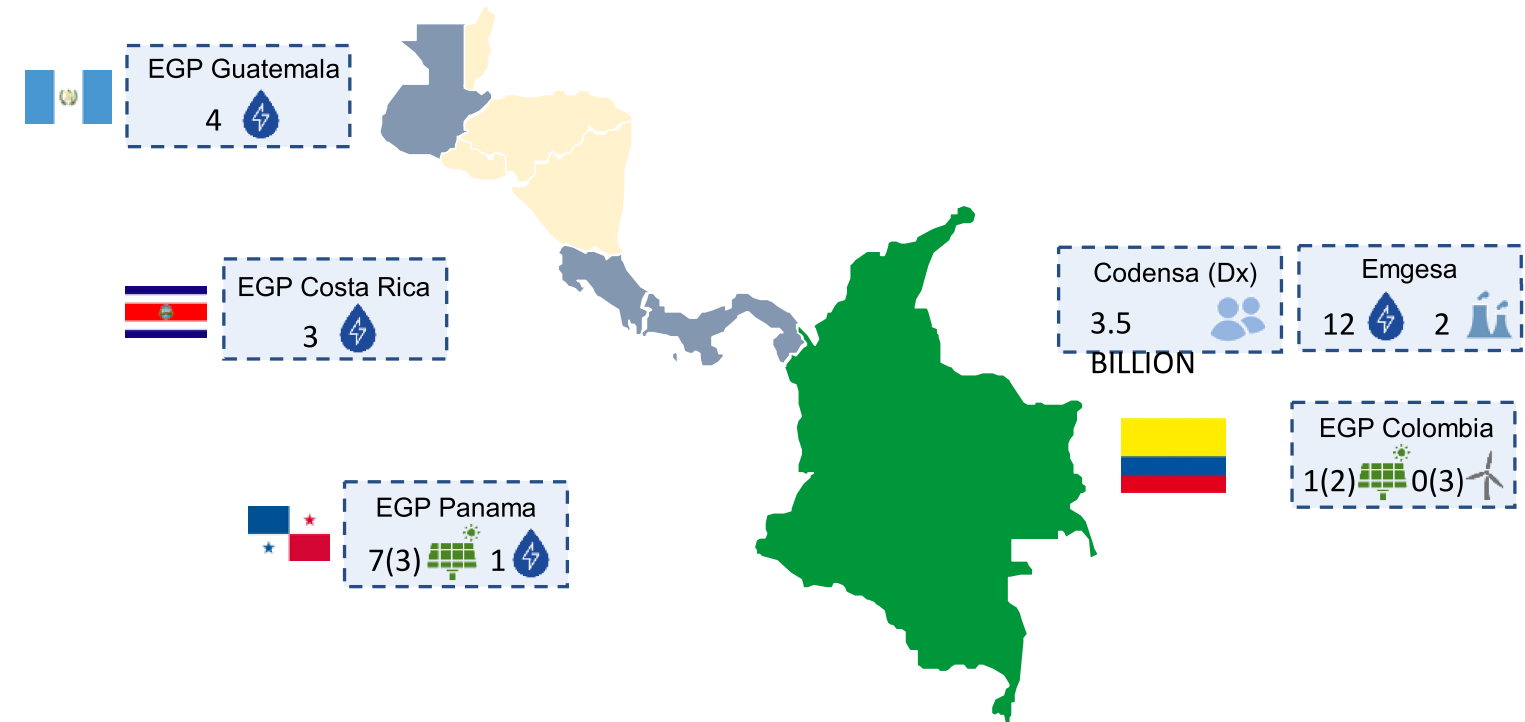 EGP Guatemala
4
EGP Costa Rica
3
EGP Panama
7(3) 1
Codensa (Dx)
3.5
BILLION
Emgesa
12 2
EGP Colombia
1(2) 0(3)